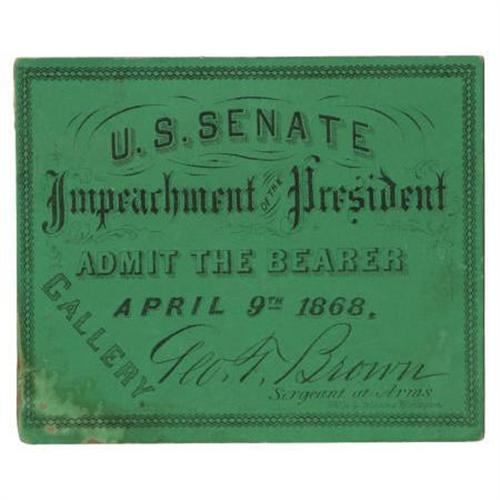 U.S. SENATE
Impeachment OF THE President
ADMIT THE BEARER
GALLERY
APRIL 9TH 1868.
Geo. T. Brown
Sergeant at Arms